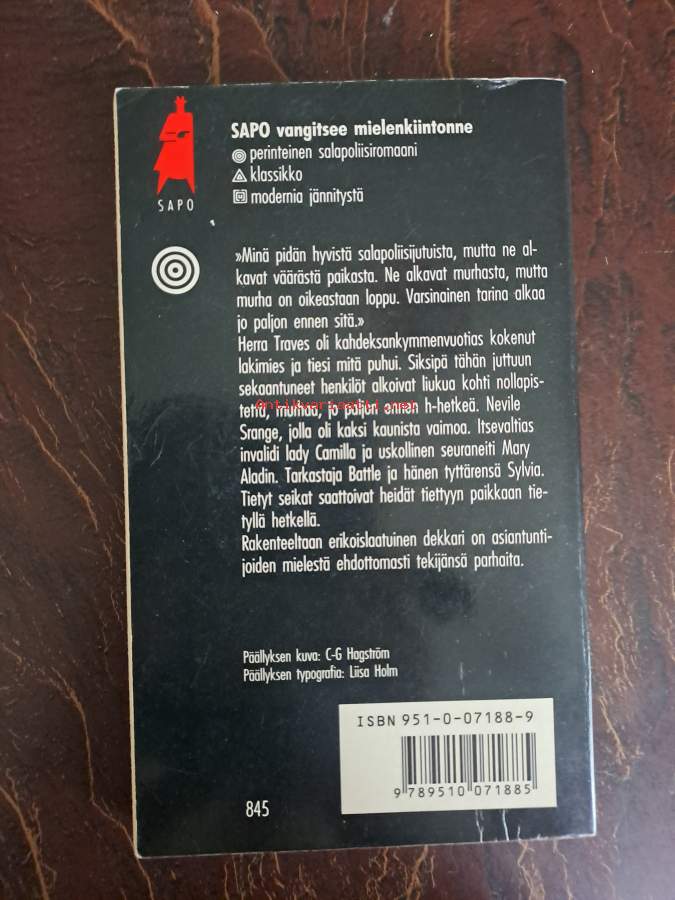 SAPO vangitsee mielenkiintonne
perinteinen salapoliisiromaani
klassikko
modernia jännitystä
SAPO
»Minä pidän hyvistä salapoliisijutuista, mutta ne al-
kavat väärästä paikasta. Ne alkavat murhasta, mutta
murha on oikeastaan loppu. Varsinainen tarina alkaa
jo paljon ennen sitä.»
Herra Traves oli kahdeksankymmenvuotias kokenut
lakimies ja tiesi mitä puhui. Siksipä tähän juttuun
sekaantuneet henkilöt alkoivat liukua kohti nollapis-
tettä, murhaa, jo paljon ennen h-hetkeä. Nevile
Antikvariaatti.net
Srange, jolla oli kaksi kaunista vaimoa. Itsevaltias
invalidi lady Camilla ja uskollinen seuraneiti Mary
Aladin. Tarkastaja Battle ja hänen tyttärensä Sylvia.
Tietyt seikat saattoivat heidät tiettyyn paikkaan tie-
tyllä hetkellä.
Rakenteeltaan erikoislaatuinen dekkari on asiantunti-
joiden mielestä ehdottomasti tekijänsä parhaita.
Päällyksen kuva: C-G Hagström
Päällyksen typografia: Liisa Holm
ISBN 951-0-07188-9
9 789510 071885
845